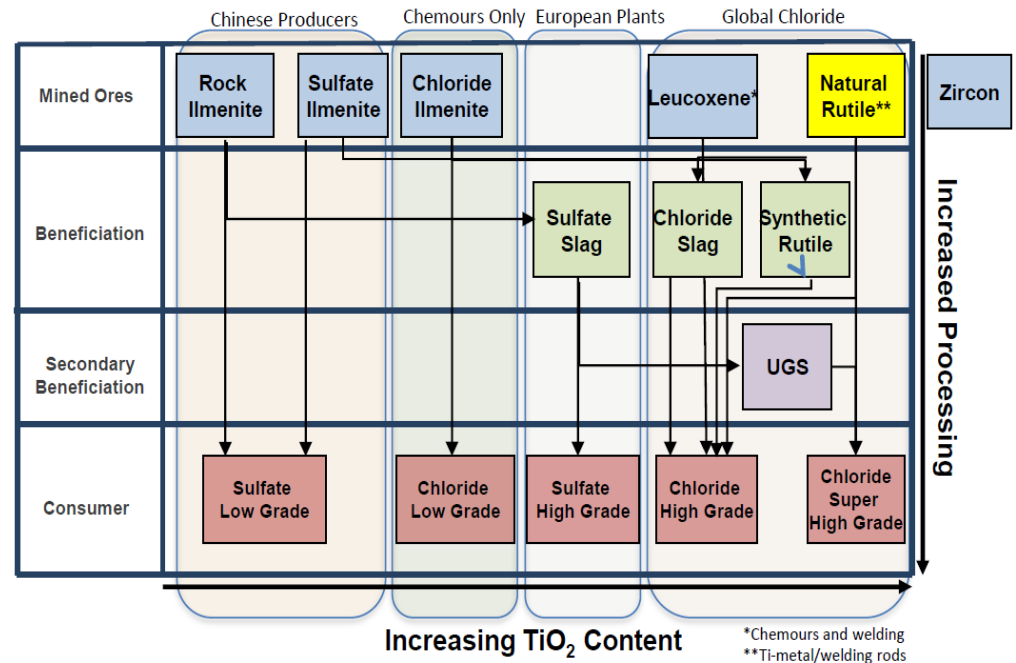 Chinese Producers
Chemours Only
European Plants
Global Chloride
Mined Ores
Rock
Ilmenite
Sulfate
Ilmenite
Chloride
Ilmenite
Leucoxene*
Natural
Rutile**
Zircon
Beneficiation
Sulfate
Slag
Chloride
Slag
Synthetic
Rutile
Increased Processing
Secondary
Beneficiation
UGS
Consumer
Sulfate
Low Grade
Chloride
Low Grade
Sulfate
High Grade
Chloride
High Grade
Chloride
Super
High Grade
Increasing TiO₂ Content
*Chemours and welding
**Ti-metal/welding rods